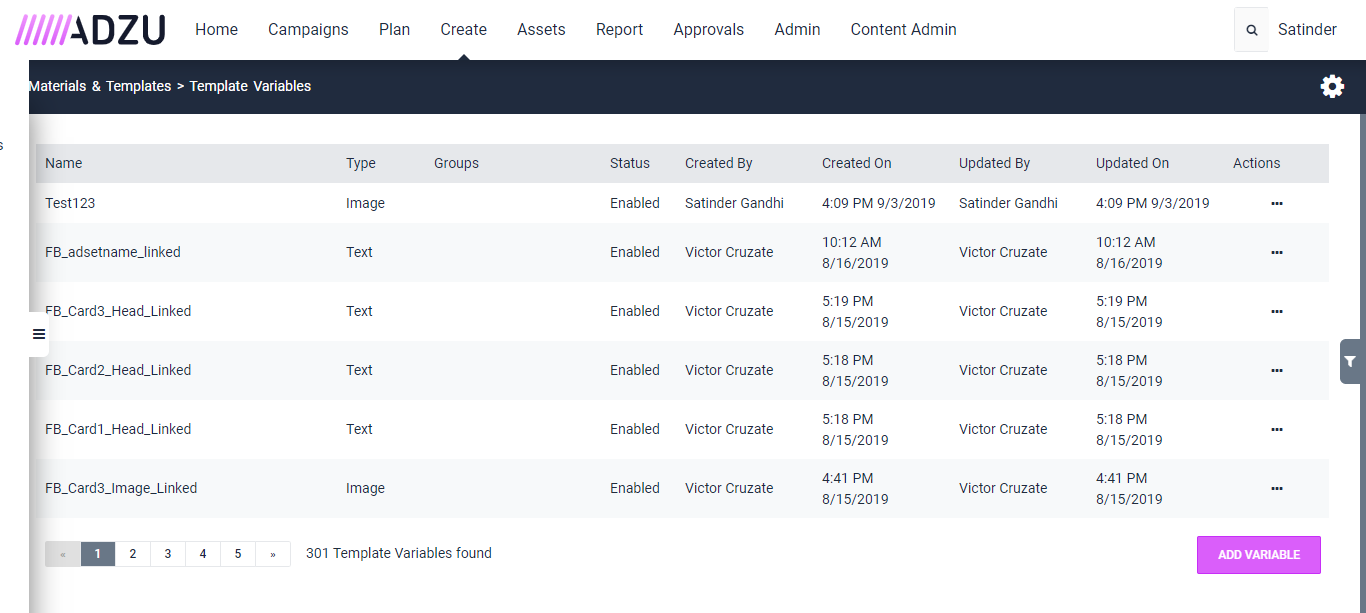 ADZU Home Campaigns Plan Create Assets Report Approvals Admin Content Admin Satinder
Materials & Templates > Template Variables
s
Name Type Groups Status Created By Created On Updated By Updated On Actions
Test123 Image Enabled Satinder Gandhi 4:09 PM 9/3/2019 Satinder Gandhi 4:09 PM 9/3/2019 ...
FB_adsetname_linked Text Enabled Victor Cruzate 10:12 AM 8/16/2019 Victor Cruzate 10:12 AM 8/16/2019 ...
FB_Card3_Head_Linked Text Enabled Victor Cruzate 5:19 PM 8/15/2019 Victor Cruzate 5:19 PM 8/15/2019 ...
FB_Card2_Head_Linked Text Enabled Victor Cruzate 5:18 PM 8/15/2019 Victor Cruzate 5:18 PM 8/15/2019 ...
FB_Card1_Head_Linked Text Enabled Victor Cruzate 5:18 PM 8/15/2019 Victor Cruzate 5:18 PM 8/15/2019 ...
FB_Card3_Image_Linked Image Enabled Victor Cruzate 4:41 PM 8/15/2019 Victor Cruzate 4:41 PM 8/15/2019 ...
« 1 2 3 4 5 » 301 Template Variables found ADD VARIABLE